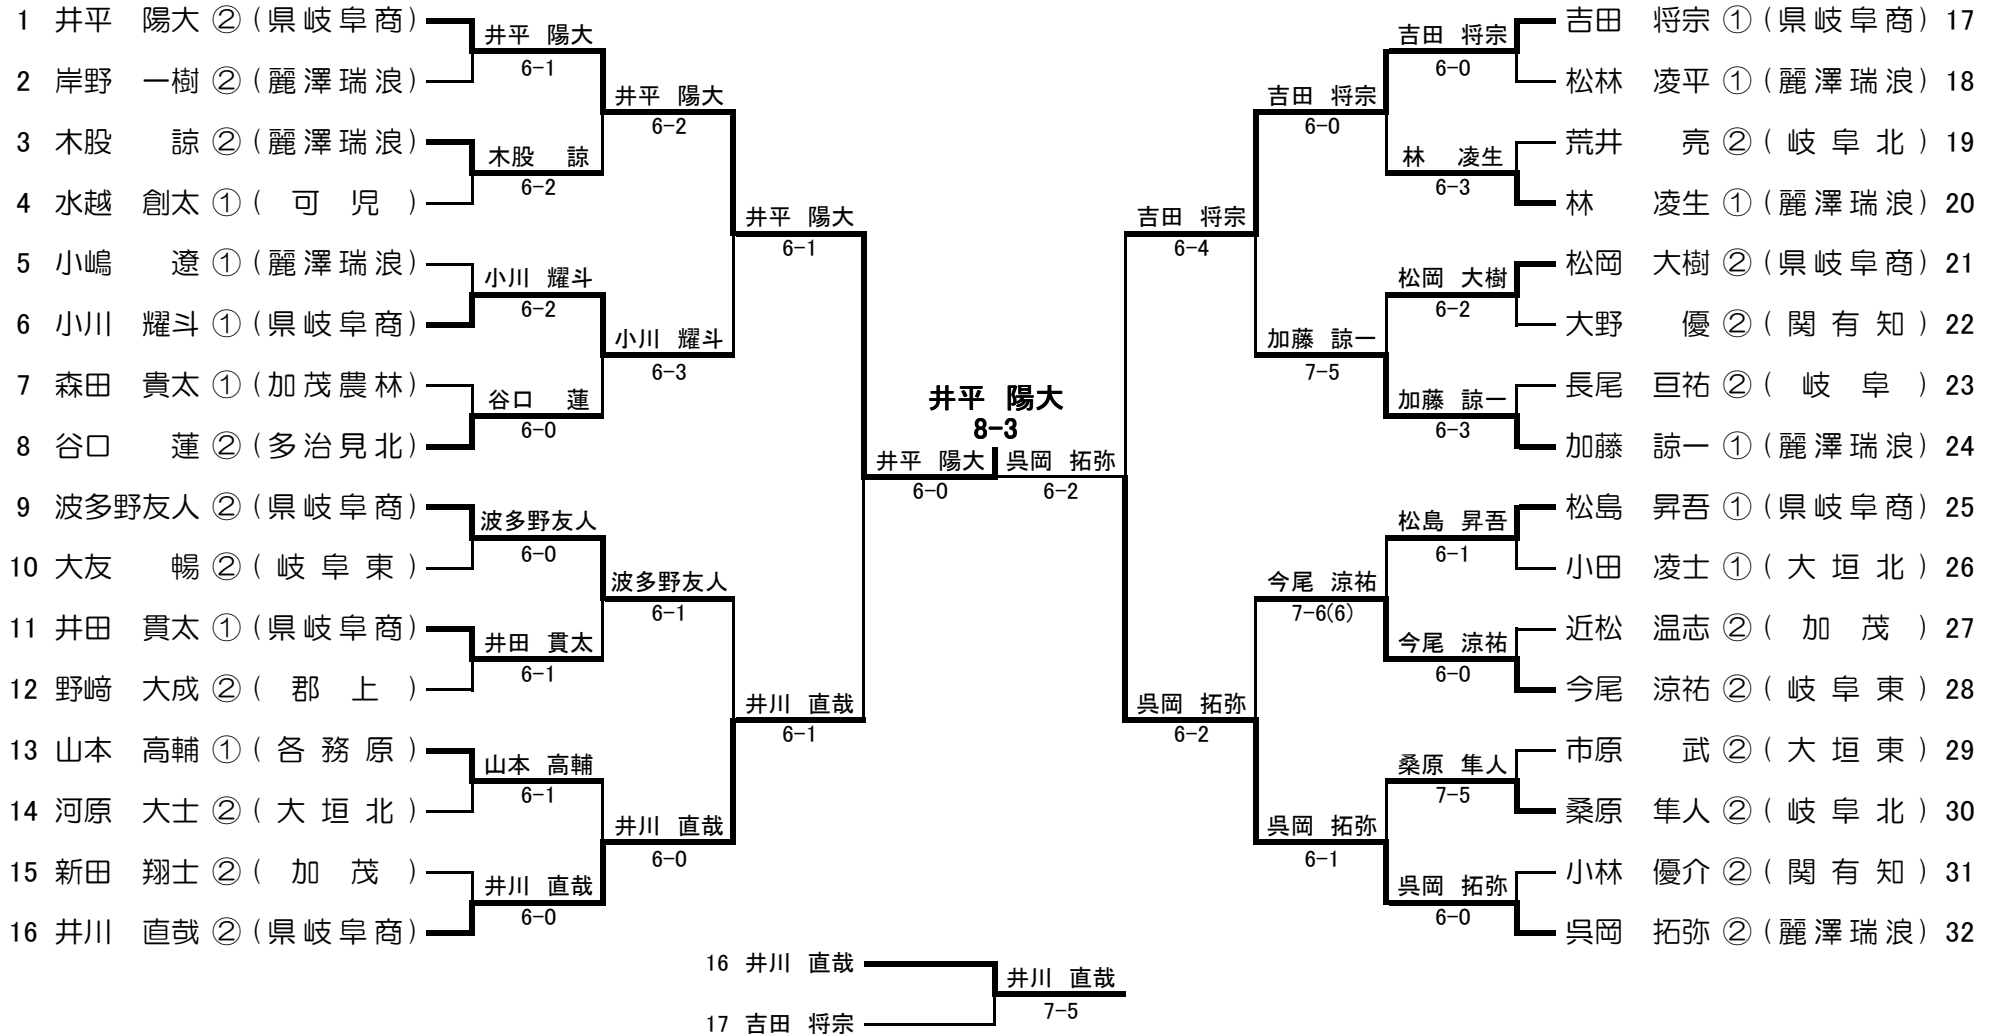 1 井平 陽大 ② (県岐阜商)
2 岸野 一樹 ② (麗澤瑞浪)
3 木股 諒 ② (麗澤瑞浪)
4 水越 創太 ① (可児)
5 小嶋 遼 ① (麗澤瑞浪)
6 小川 耀斗 ① (県岐阜商)
7 森田 貴太 ① (加茂農林)
8 谷口 蓮 ② (多治見北)
9 波多野友人 ② (県岐阜商)
10 大友 暢 ② (岐阜東)
11 井田 貫太 ① (県岐阜商)
12 野﨑 大成 ② (郡上)
13 山本 高輔 ① (各務原)
14 河原 大士 ② (大垣北)
15 新田 翔士 ② (加茂)
16 井川 直哉 ② (県岐阜商)
井平 陽大
6-1
木股 諒
6-2
小川 耀斗
6-2
谷口 蓮
6-0
波多野友人
6-0
井田 貫太
6-1
山本 高輔
6-1
井川 直哉
6-0
井平 陽大
6-2
小川 耀斗
6-3
波多野友人
6-1
井川 直哉
6-0
井平 陽大
6-1
井川 直哉
6-1
井平 陽大
6-0
井平 陽大
8-3
呉岡 拓弥
6-2
吉田 将宗
6-4
呉岡 拓弥
6-2
吉田 将宗
6-0
加藤 諒一
7-5
今尾 涼祐
7-6(6)
呉岡 拓弥
6-1
吉田 将宗
6-0
林 凌生
6-3
松岡 大樹
6-2
加藤 諒一
6-3
松島 昇吾
6-1
今尾 涼祐
6-0
桑原 隼人
7-5
呉岡 拓弥
6-0
吉田 将宗 ① (県岐阜商) 17
松林 凌平 ① (麗澤瑞浪) 18
荒井 亮 ② (岐阜北) 19
林 凌生 ① (麗澤瑞浪) 20
松岡 大樹 ② (県岐阜商) 21
大野 優 ② (関有知) 22
長尾 亘祐 ② (岐阜) 23
加藤 諒一 ① (麗澤瑞浪) 24
松島 昇吾 ① (県岐阜商) 25
小田 凌士 ① (大垣北) 26
近松 温志 ② (加茂) 27
今尾 涼祐 ② (岐阜東) 28
市原 武 ② (大垣東) 29
桑原 隼人 ② (岐阜北) 30
小林 優介 ② (関有知) 31
呉岡 拓弥 ② (麗澤瑞浪) 32
16 井川 直哉
17 吉田 将宗
井川 直哉
7-5